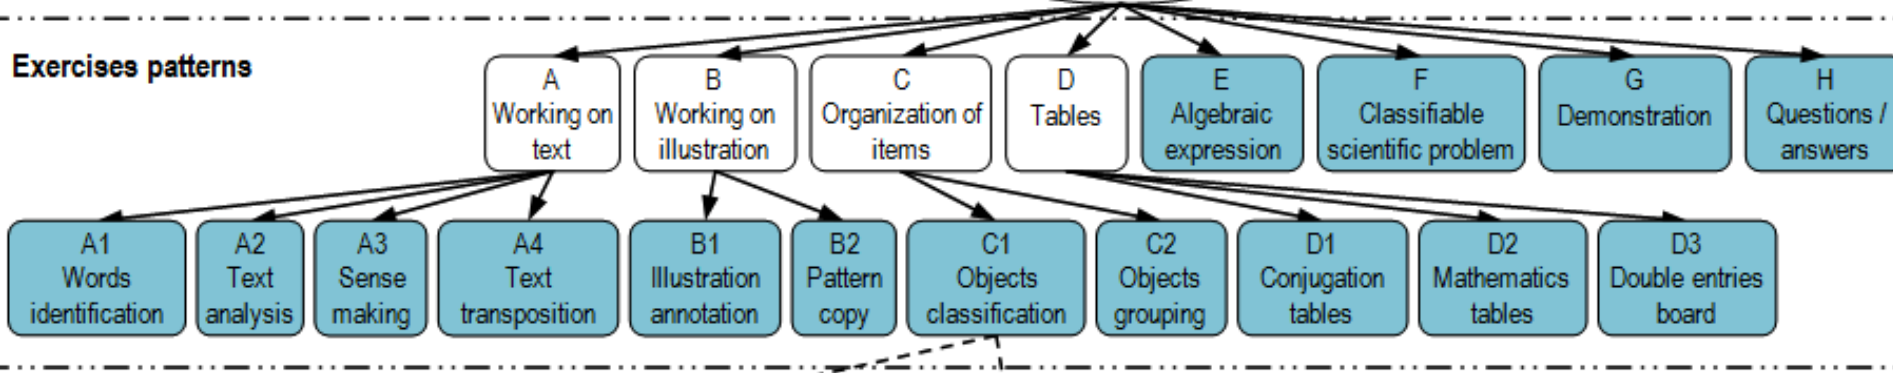 Exercises patterns
A
Working on
text
B
Working on
illustration
C
Organization of
items
D
Tables
E
Algebraic
expression
F
Classifiable
scientific problem
G
Demonstration
H
Questions /
answers
A1
Words
identification
A2
Text
analysis
A3
Sense
making
A4
Text
transposition
B1
Illustration
annotation
B2
Pattern
copy
C1
Objects
classification
C2
Objects
grouping
D1
Conjugation
tables
D2
Mathematics
tables
D3
Double entries
board